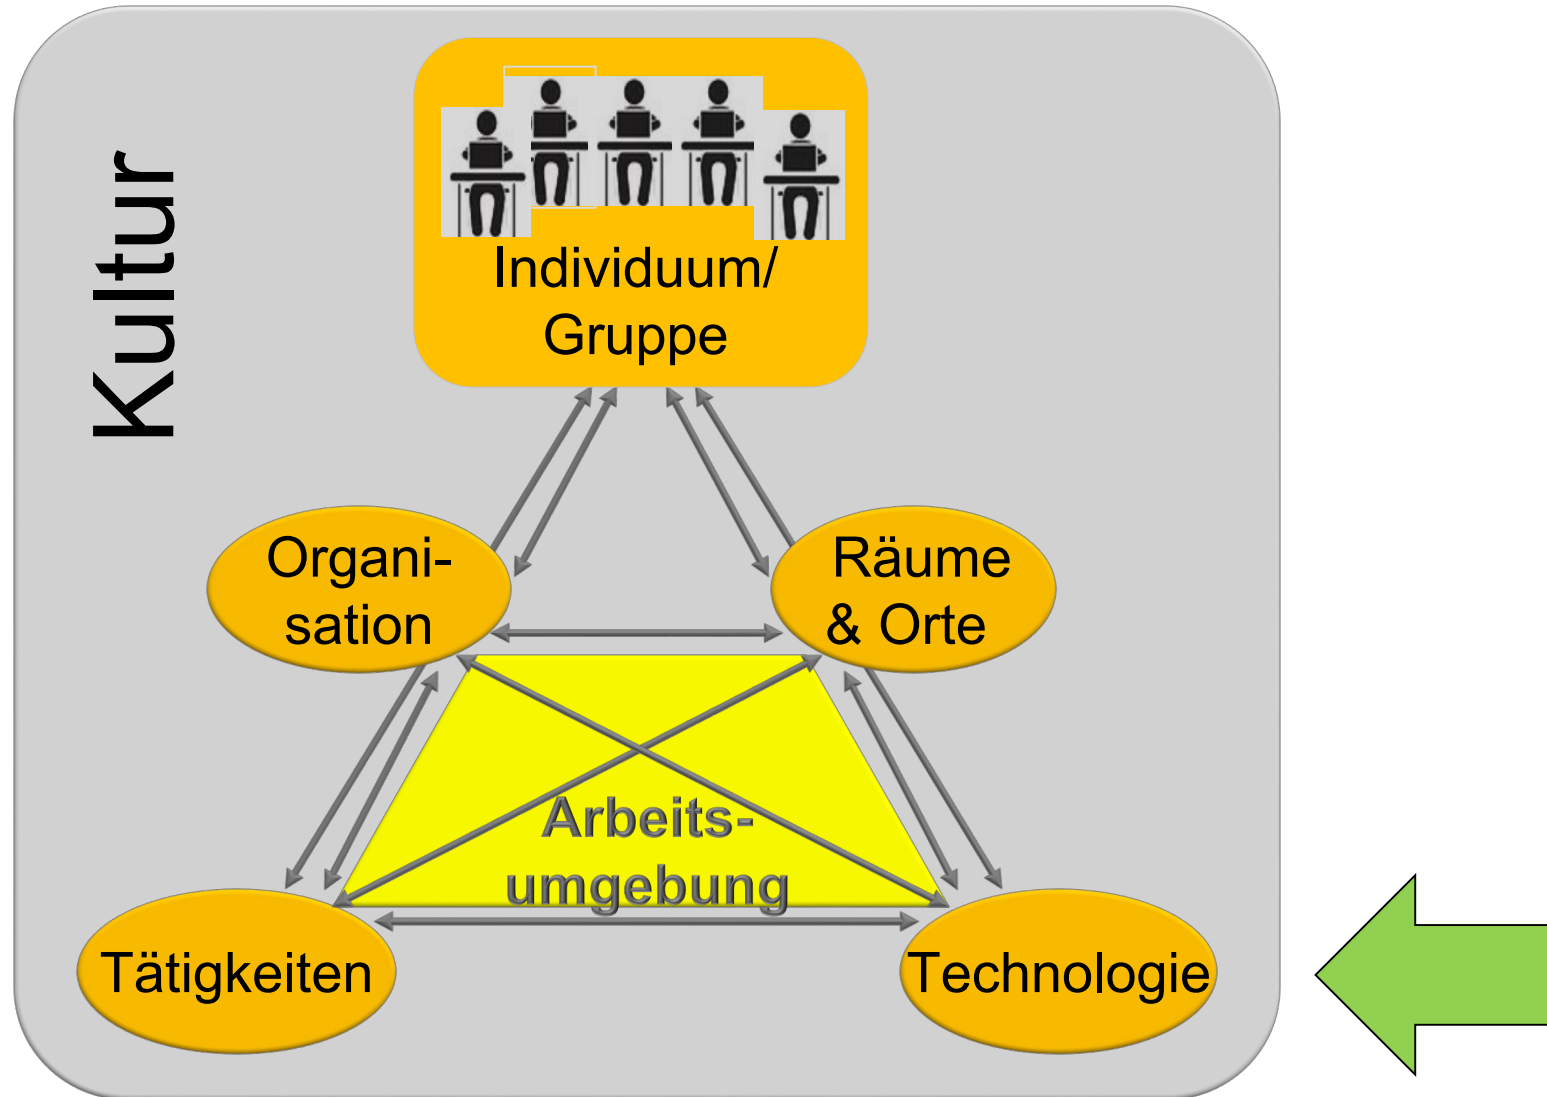 Kultur
Individuum/
Gruppe
Organi-
sation
Räume
& Orte
Arbeits-
umgebung
Tätigkeiten
Technologie